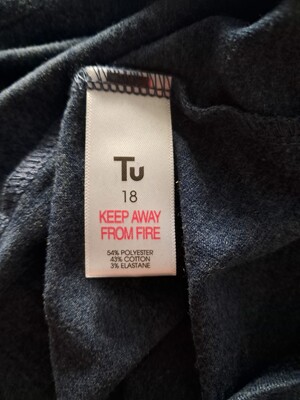 Tu
18
KEEP AWAY
FROM FIRE
54% POLYESTER
43% COTTON
3% ELASTANE